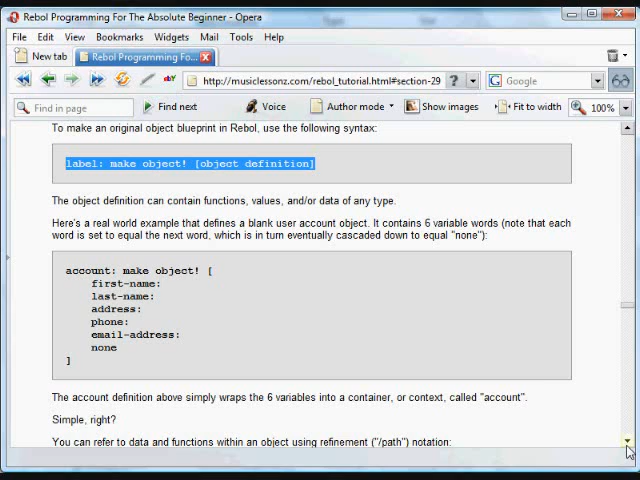 Rebol Programming For The Absolute Beginner - Opera
File Edit View Bookmarks Widgets Mail Tools Help
New tab Rebol Programming Fo...
http://musiclessonz.com/rebol_tutorial.html#section-29 ? Google
Find in page Find next Voice Author mode Show images Fit to width 100%
To make an original object blueprint in Rebol, use the following syntax:
label: make object! [object definition]
The object definition can contain functions, values, and/or data of any type.
Here's a real world example that defines a blank user account object. It contains 6 variable words (note that each
word is set to equal the next word, which is in turn eventually cascaded down to equal "none"):
account: make object! [
first-name:
last-name:
address:
phone:
email-address:
none
]
The account definition above simply wraps the 6 variables into a container, or context, called "account".
Simple, right?
You can refer to data and functions within an object using refinement ("/path") notation: